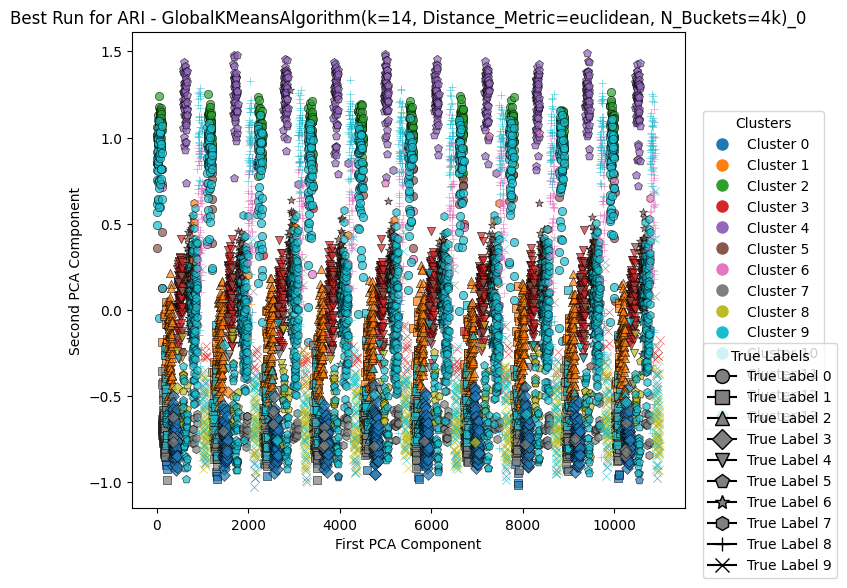 Best Run for ARI - GlobalKMeansAlgorithm(k=14, Distance_Metric=euclidean, N_Buckets=4k)_0
Second PCA Component
1.5
1.0
0.5
0.0
−0.5
−1.0
0
2000
4000
6000
8000
10000
First PCA Component
Clusters
Cluster 0
Cluster 1
Cluster 2
Cluster 3
Cluster 4
Cluster 5
Cluster 6
Cluster 7
Cluster 8
Cluster 9
Cluster 10
True Labels
True Label 0
True Label 1
True Label 2
True Label 3
True Label 4
True Label 5
True Label 6
True Label 7
True Label 8
True Label 9